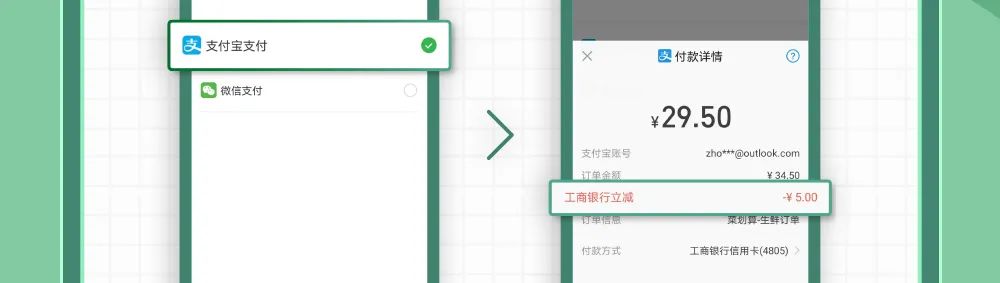 支付宝支付
微信支付
付款详情
¥29.50
支付宝账号 zho***@outlook.com
订单金额 ¥ 34.50
工商银行立减 -¥ 5.00
订单信息 菜划算-生鲜订单
付款方式 工商银行信用卡(4805)